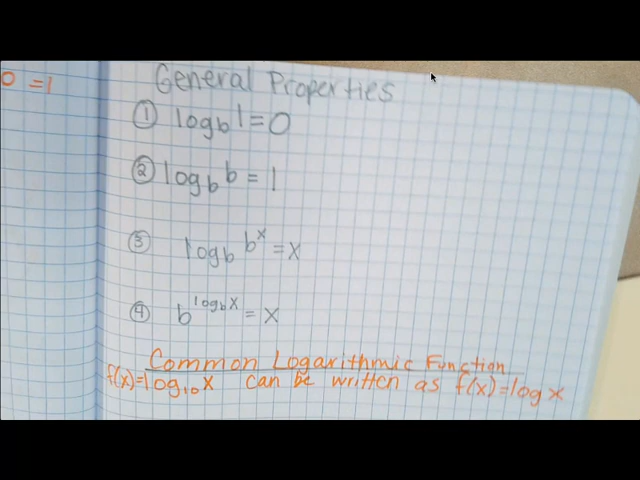 0 =1
General Properties
① log_b 1 = 0
② log_b b = 1
③ log_b b^x = x
④ b^(log_b x) = x
Common Logarithmic Function
f(x)=log₁₀x can be written as f(x)=log x